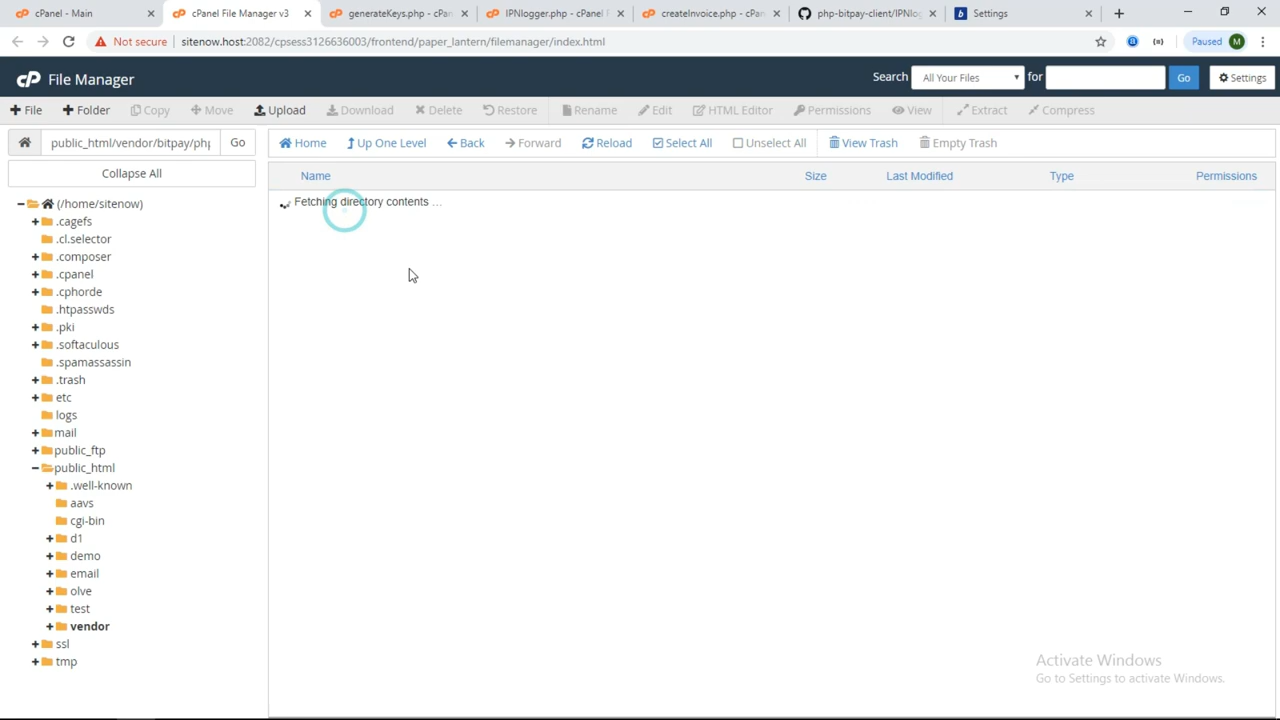 cPanel - Main
cPanel File Manager v3
generateKeys.php - cPan
IPNlogger.php - cPanel F
createInvoice.php - cPan
php-bitpay-client/IPNlog
Settings
Not secure
sitenow.host:2082/cpsess3126636003/frontend/paper_lantern/filemanager/index.html
Paused
M
cP File Manager
Search
All Your Files
for
Go
Settings
File
Folder
Copy
Move
Upload
Download
Delete
Restore
Rename
Edit
HTML Editor
Permissions
View
Extract
Compress
public_html/vendor/bitpay/php
Go
Home
Up One Level
Back
Forward
Reload
Select All
Unselect All
View Trash
Empty Trash
Collapse All
Name
Size
Last Modified
Type
Permissions
Fetching directory contents ...
(/home/sitenow)
.cagefs
.cl.selector
.composer
.cpanel
.cphorde
.htpasswds
.pki
.softaculous
.spamassassin
.trash
etc
logs
mail
public_ftp
public_html
.well-known
aavs
cgi-bin
d1
demo
email
olve
test
vendor
ssl
tmp
Activate Windows
Go to Settings to activate Windows.